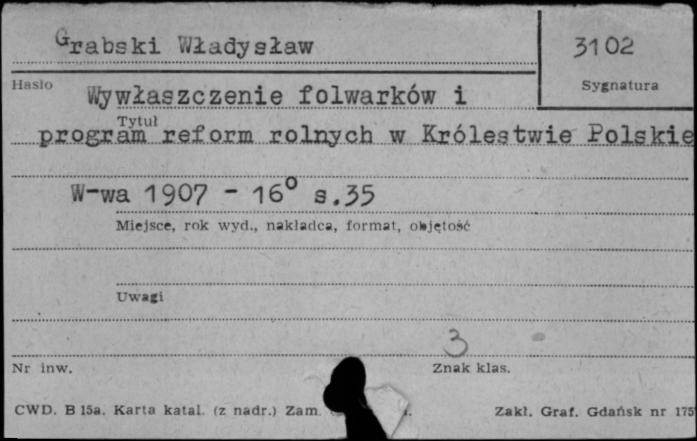 Grabski Władysław
3102
Hasło
Sygnatura
Wywłaszczenie folwarków i
Tytuł
program reform rolnych w Królestwie Polskie
W-wa 1907 - 16° s.35
Miejsce, rok wyd., nakładca, format, objętość
Uwagi
3
Nr inw.
Znak klas.
CWD. B 15a. Karta katal. (z nadr.) Zam.
Zakł. Graf. Gdańsk nr 175